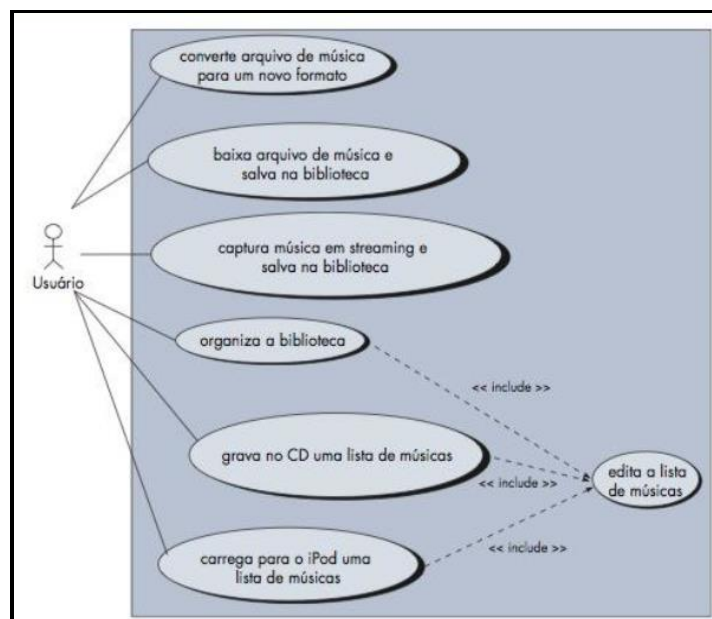 converte arquivo de música
para um novo formato
baixa arquivo de música e
salva na biblioteca
captura música em streaming e
salva na biblioteca
Usuário
organiza a biblioteca
<< include >>
grava no CD uma lista de músicas
<< include >>
edita a lista
de músicas
<< include >>
carrega para o iPod uma
lista de músicas